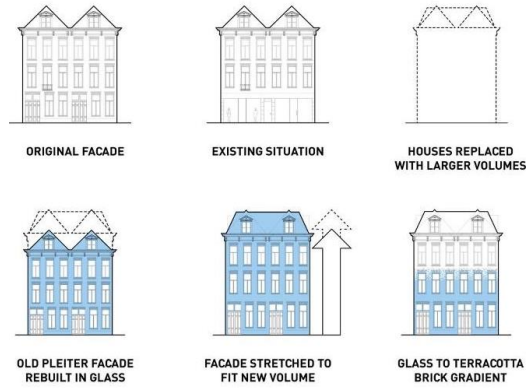 ORIGINAL FACADE
EXISTING SITUATION
HOUSES REPLACED
WITH LARGER VOLUMES
OLD PLEITER FACADE
REBUILT IN GLASS
FACADE STRETCHED TO
FIT NEW VOLUME
GLASS TO TERRACOTTA
BRICK GRADIENT